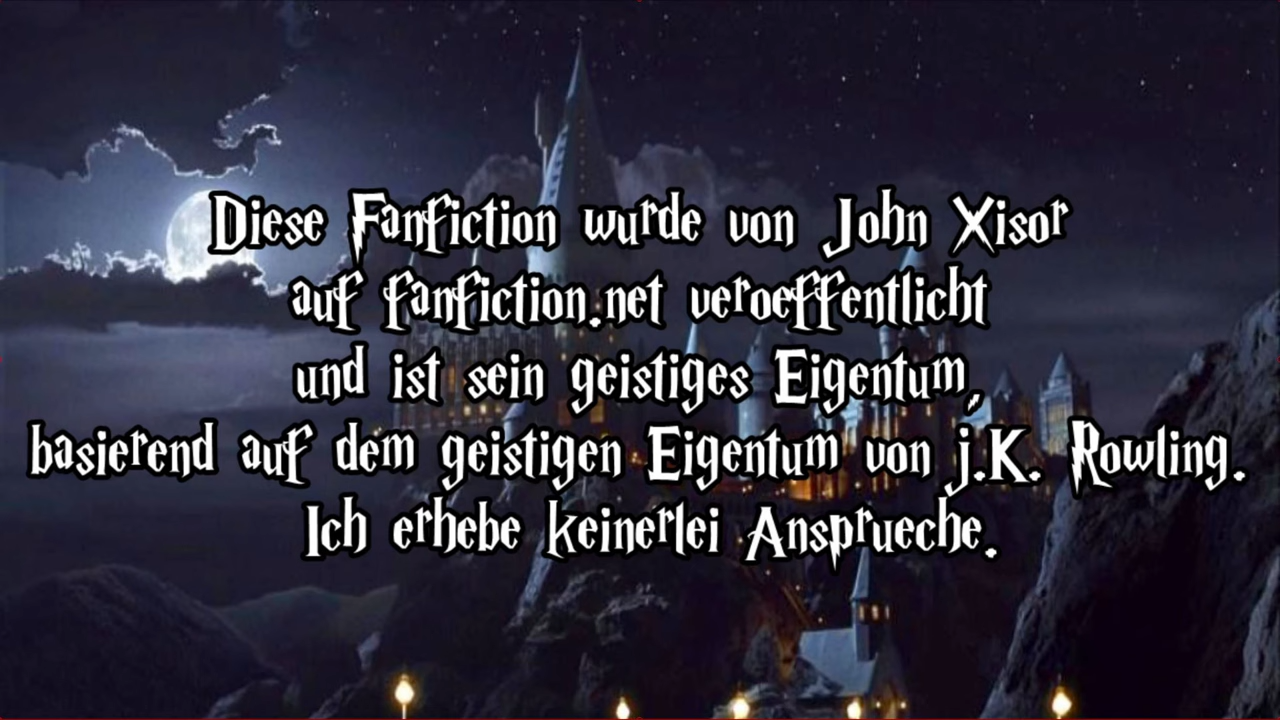 Diese Fanfiction wurde von John Xisor
auf fanfiction.net veroeffentlicht
und ist sein geistiges Eigentum,
basierend auf dem geistigen Eigentum von j.K. Rowling.
Ich erhebe keinerlei Ansprueche.